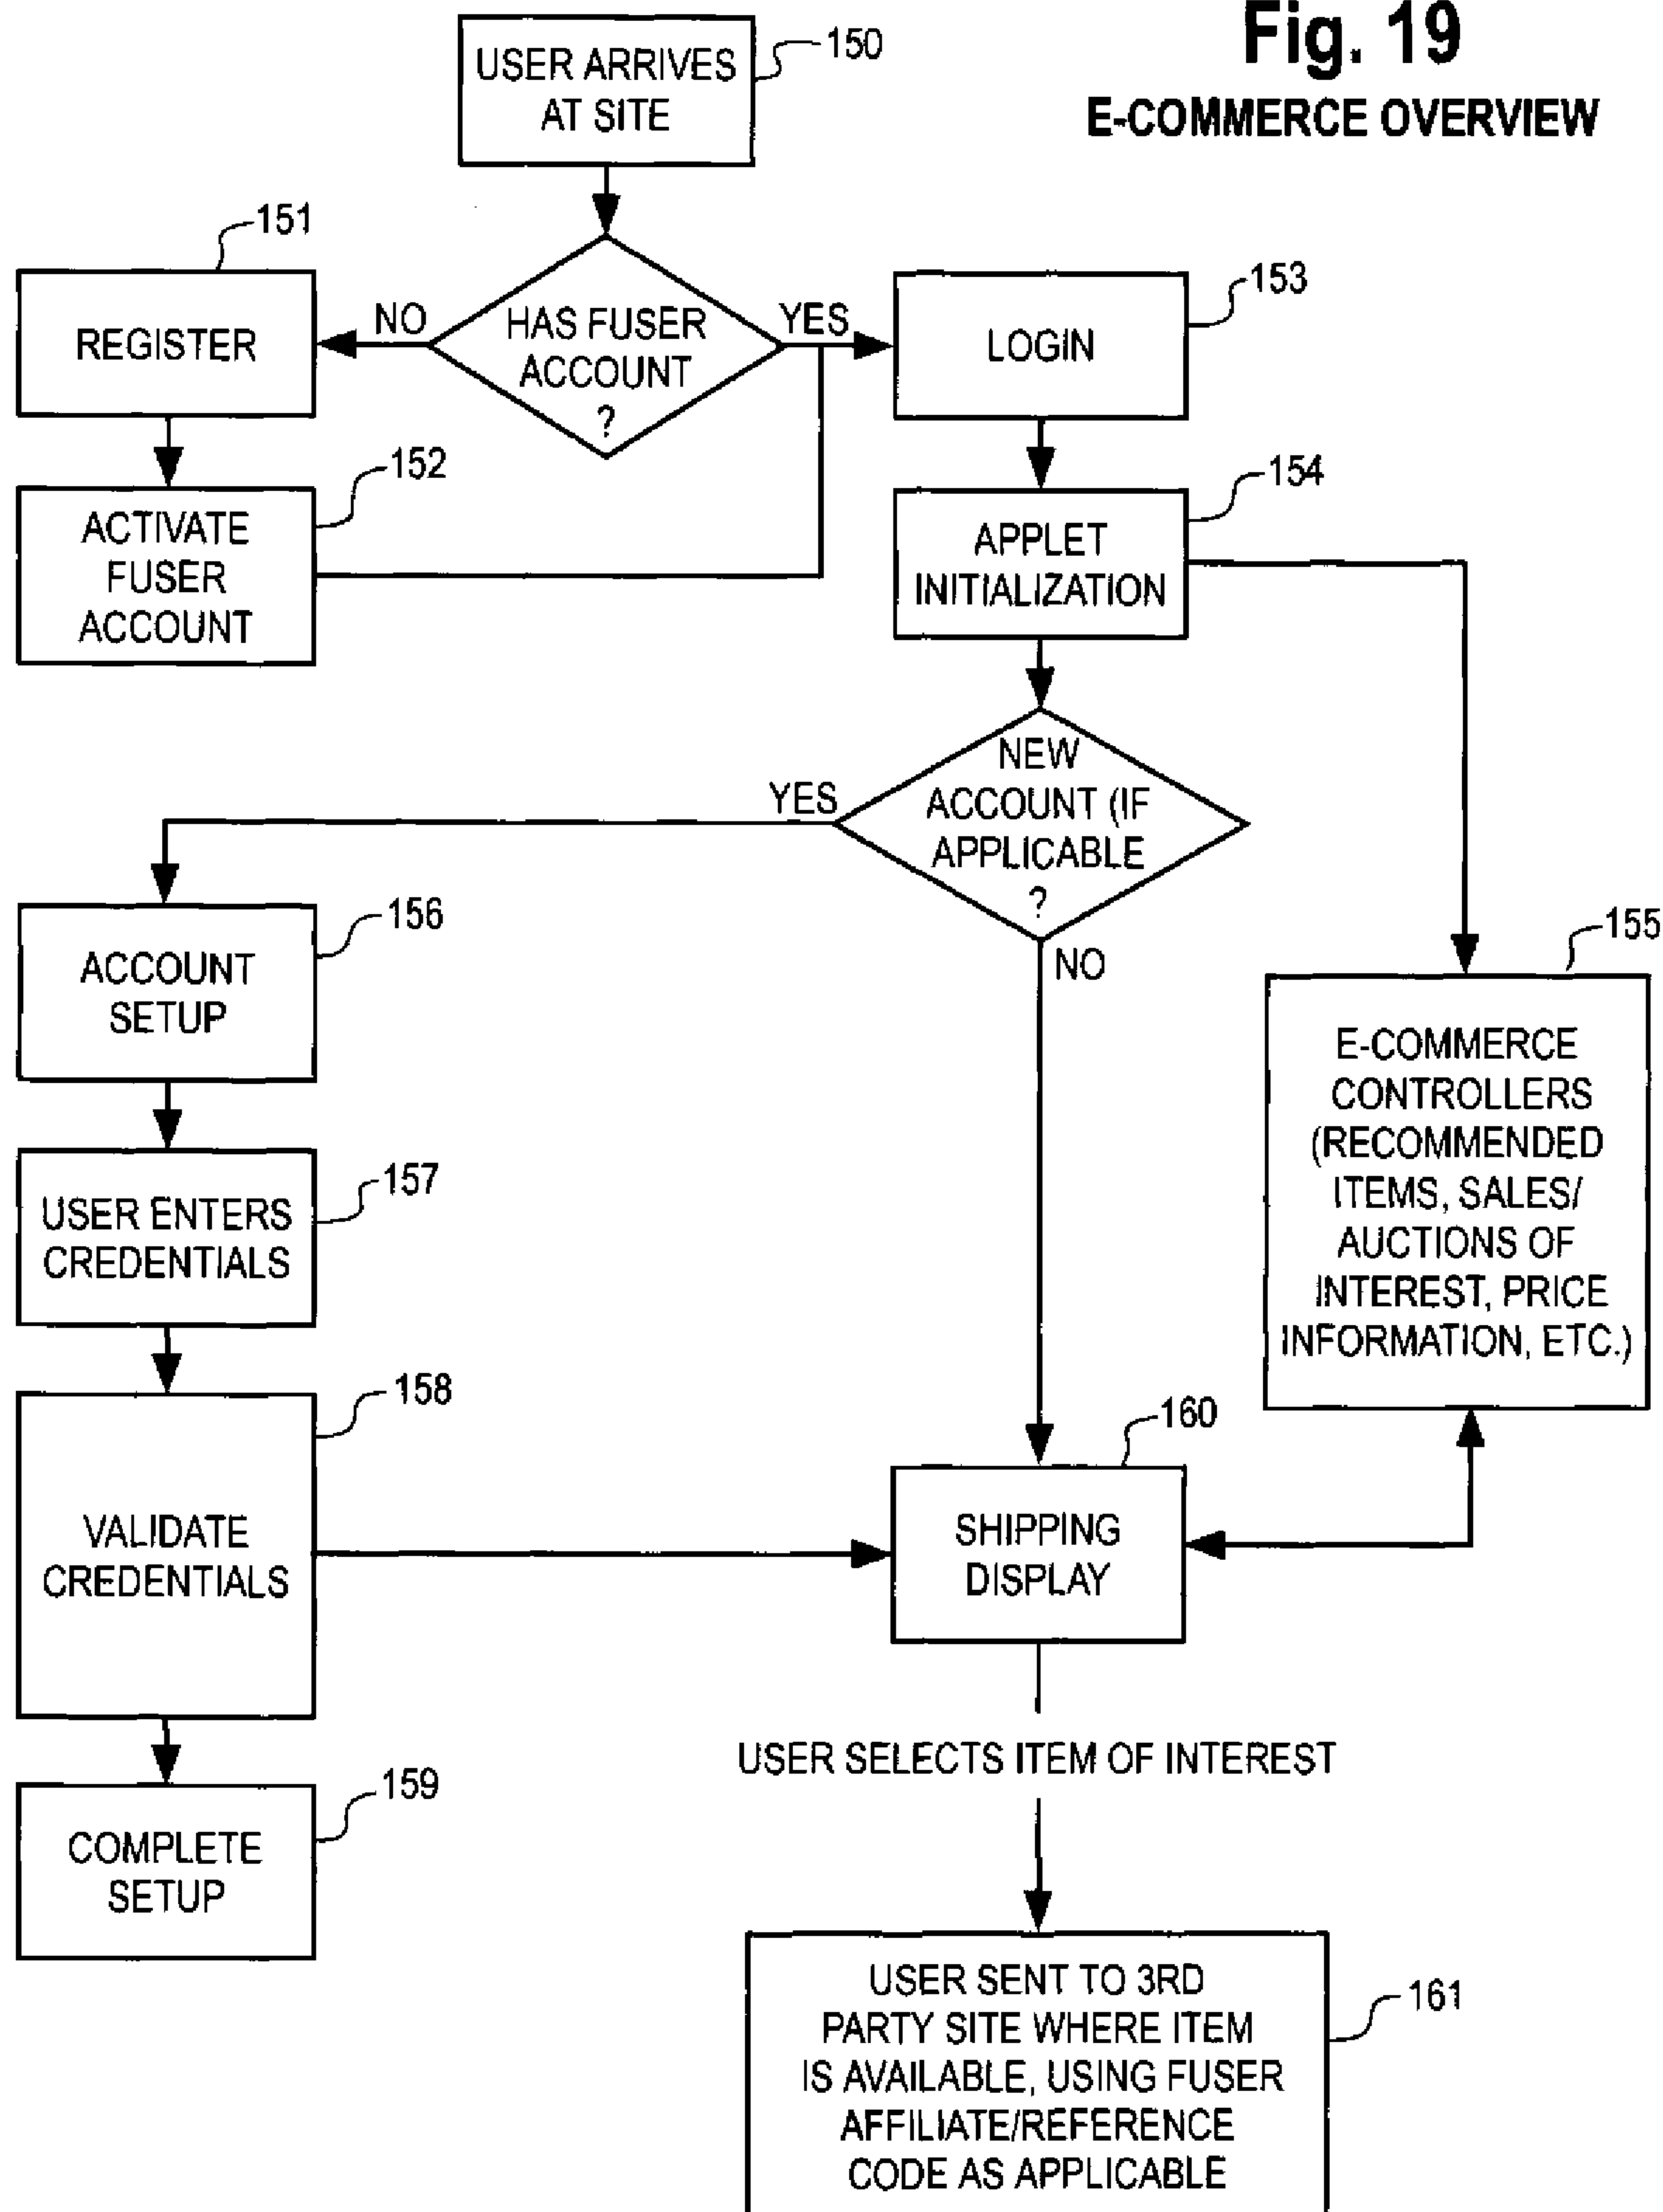 Fig. 19
E-COMMERCE OVERVIEW
USER ARRIVES
AT SITE
150
151
REGISTER
NO
HAS FUSER
ACCOUNT
?
YES
153
LOGIN
152
ACTIVATE
FUSER
ACCOUNT
154
APPLET
INITIALIZATION
NEW
ACCOUNT (IF
APPLICABLE
?
YES
NO
156
ACCOUNT
SETUP
155
E-COMMERCE
CONTROLLERS
(RECOMMENDED
ITEMS, SALES/
AUCTIONS OF
INTEREST, PRICE
INFORMATION, ETC.)
157
USER ENTERS
CREDENTIALS
158
VALIDATE
CREDENTIALS
160
SHIPPING
DISPLAY
USER SELECTS ITEM OF INTEREST
159
COMPLETE
SETUP
161
USER SENT TO 3RD
PARTY SITE WHERE ITEM
IS AVAILABLE, USING FUSER
AFFILIATE/REFERENCE
CODE AS APPLICABLE